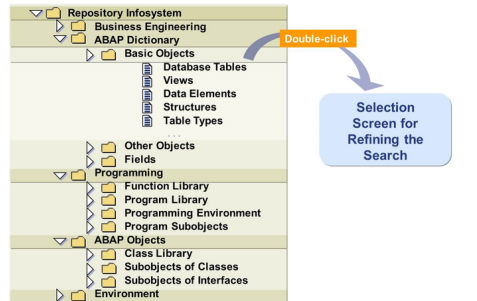 Repository Infosystem
Business Engineering
ABAP Dictionary
Basic Objects
Database Tables
Views
Data Elements
Structures
Table Types
...
Other Objects
Fields
Programming
Function Library
Program Library
Programming Environment
Program Subobjects
ABAP Objects
Class Library
Subobjects of Classes
Subobjects of Interfaces
Environment
Double-click
Selection
Screen for
Refining the
Search